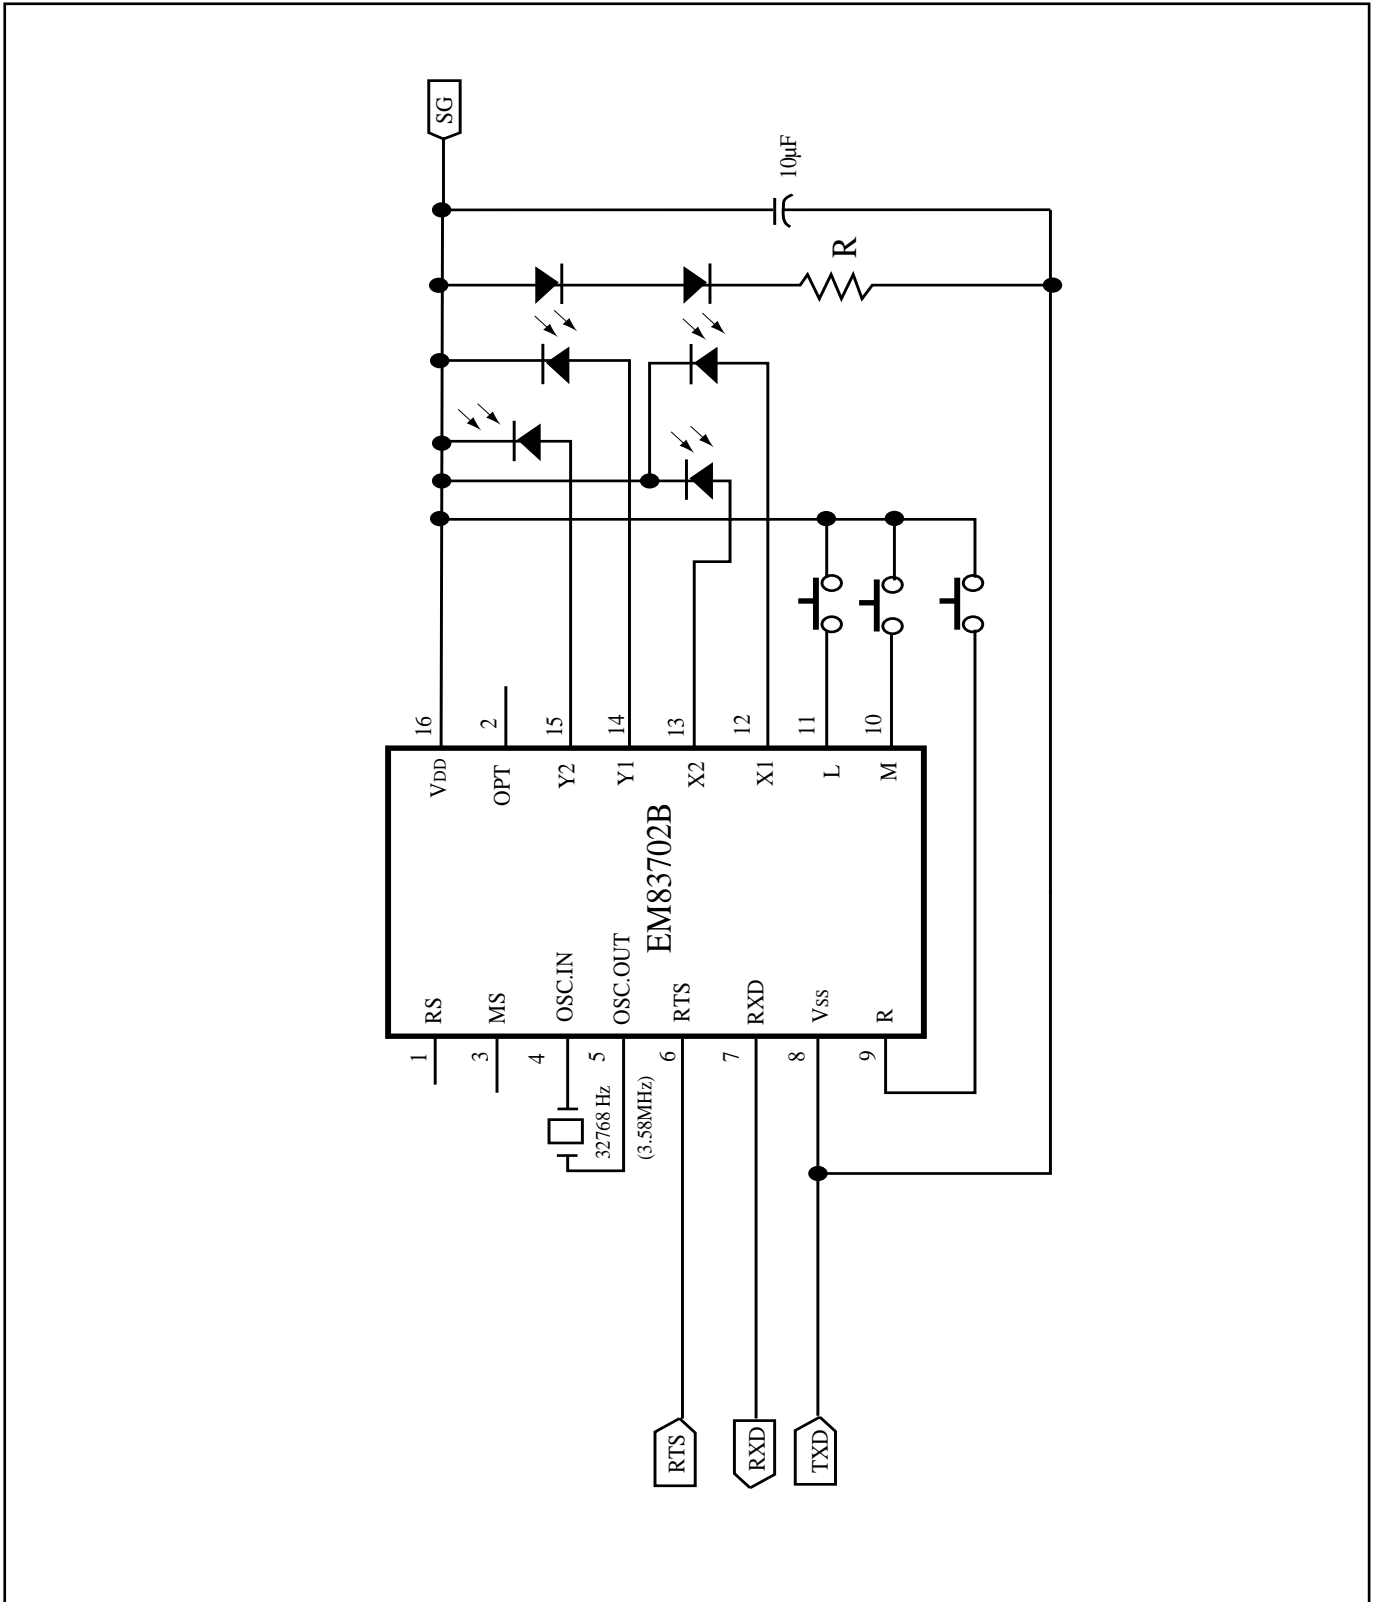 SG
10µF
R
16
2
15
14
13
12
11
10
VDD
OPT
Y2
Y1
X2
X1
L
M
EM83702B
RS
MS
OSC.IN
OSC.OUT
RTS
RXD
VSS
R
1
3
4
5
6
7
8
9
32768 Hz
(3.58MHz)
RTS
RXD
TXD